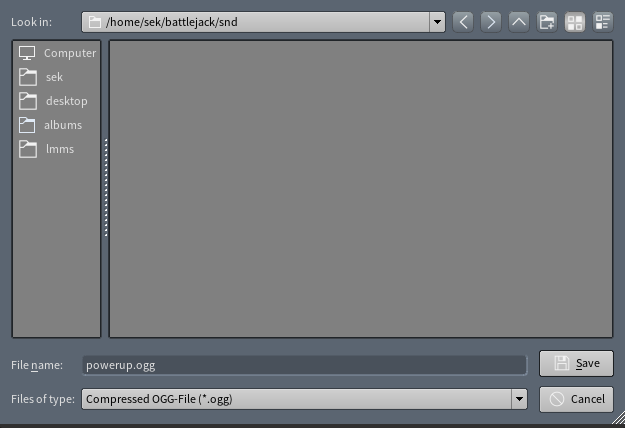 Look in: /home/sek/battlejack/snd
Computer
sek
desktop
albums
lmms
File name: powerup.ogg
Save
Files of type: Compressed OGG-File (*.ogg)
Cancel